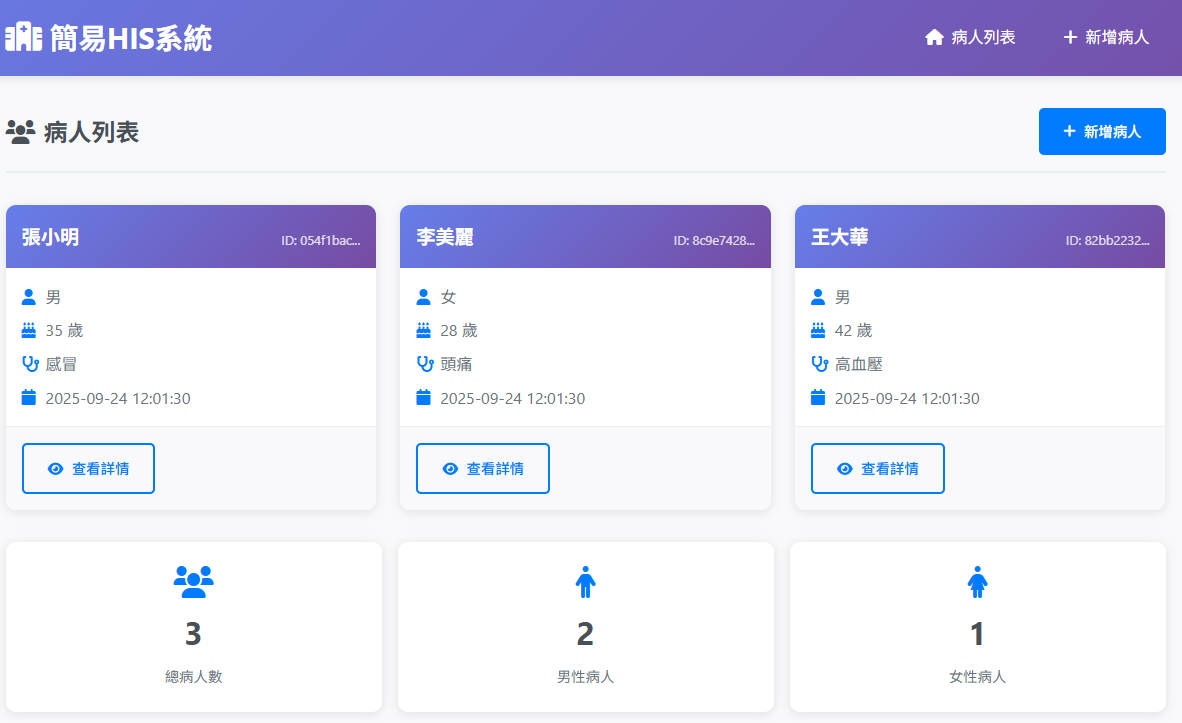 簡易HIS系統
病人列表
新增病人
病人列表
新增病人
張小明 ID: 054f1bac...
男
35 歲
感冒
2025-09-24 12:01:30
查看詳情
李美麗 ID: 8c9e7428...
女
28 歲
頭痛
2025-09-24 12:01:30
查看詳情
王大華 ID: 82bb2232...
男
42 歲
高血壓
2025-09-24 12:01:30
查看詳情
3
總病人數
2
男性病人
1
女性病人